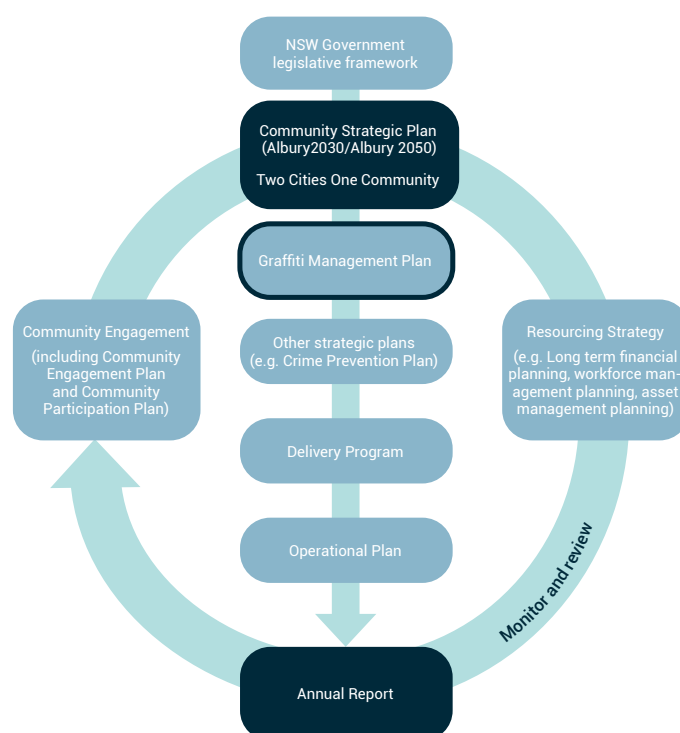 NSW Government
legislative framework
Community Strategic Plan
(Albury2030/Albury 2050)
Two Cities One Community
Graffiti Management Plan
Other strategic plans
(e.g. Crime Prevention Plan)
Community Engagement
(including Community
Engagement Plan
and Community
Participation Plan)
Resourcing Strategy
(e.g. Long term financial
planning, workforce man-
agement planning, asset
management planning)
Delivery Program
Operational Plan
Monitor and review
Annual Report